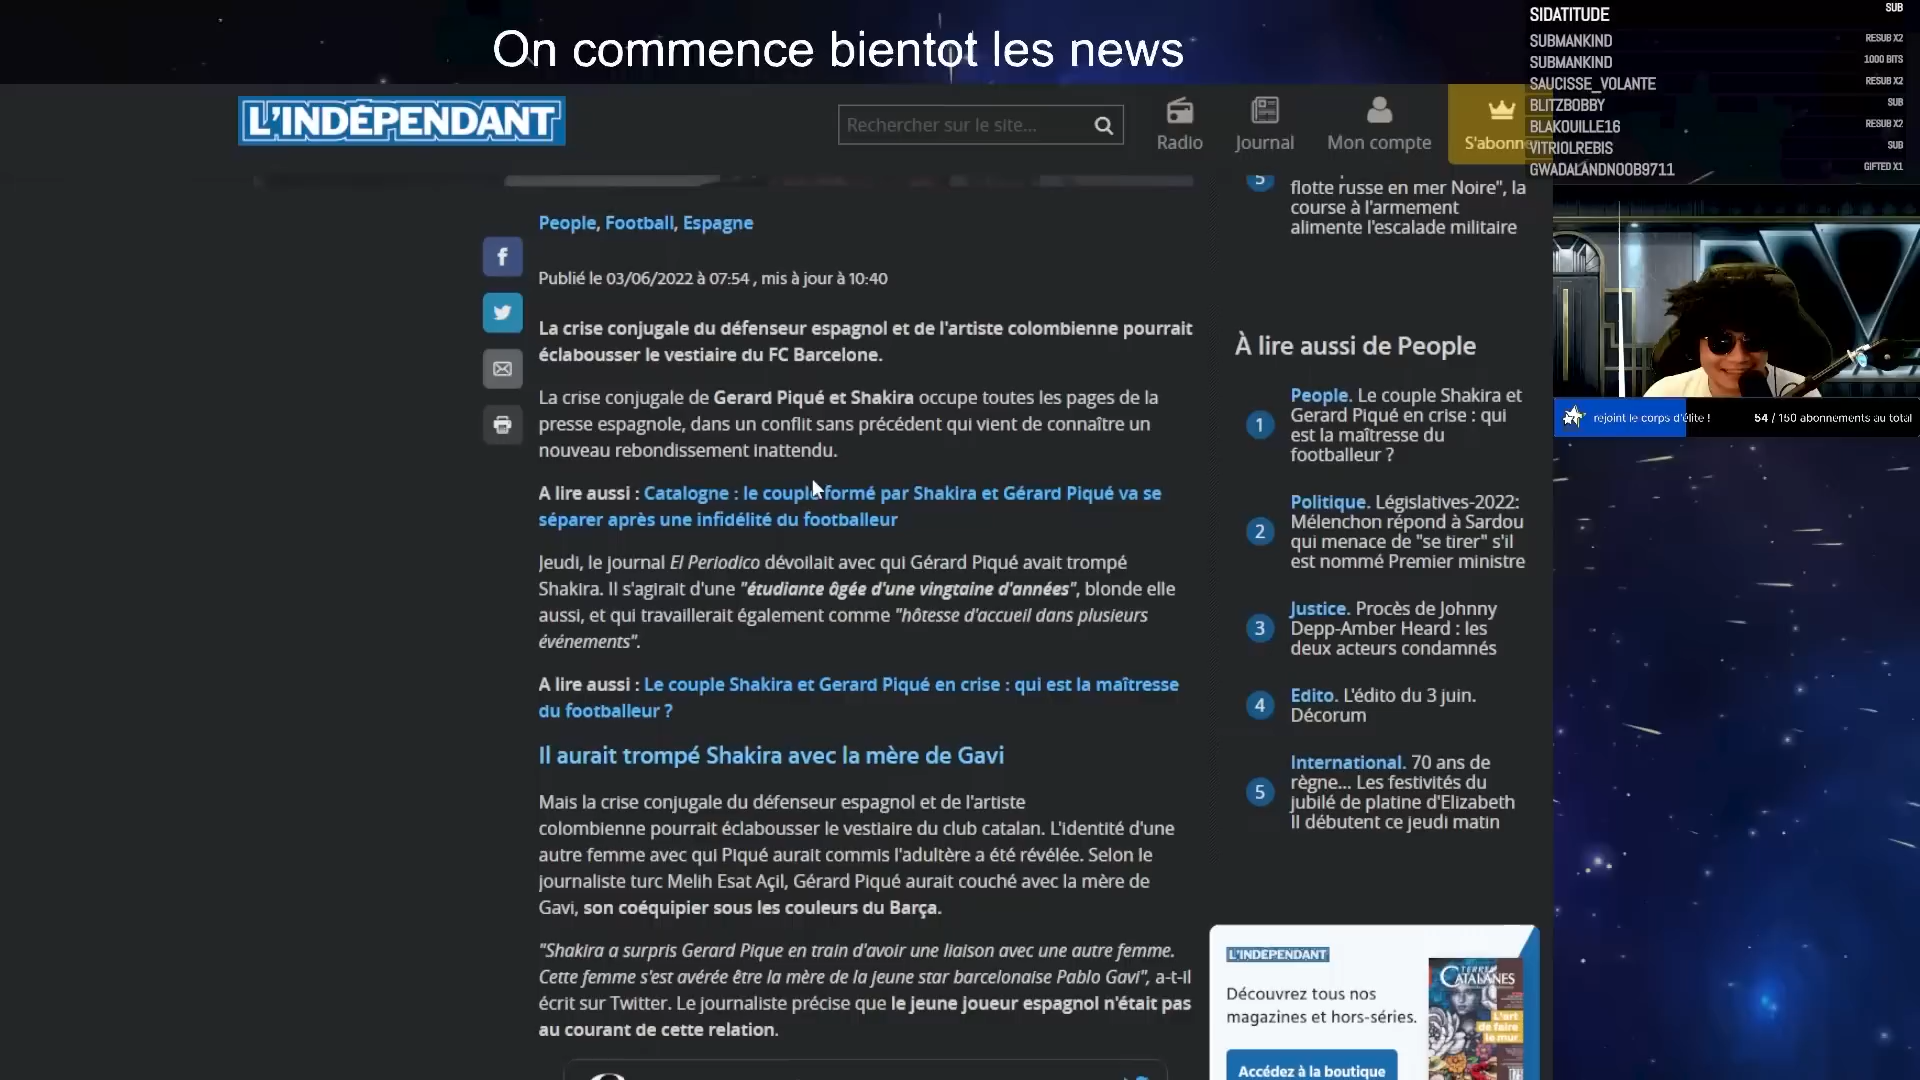 On commence bientot les news
SIDATITUDE SUB
SUBMANKIND RESUB X2
SUBMANKIND 1000 BITS
SAUCISSE_VOLANTE RESUB X2
BLITZBOBBY SUB
BLAKOUILLE16 RESUB X2
VITRIOLREBIS SUB
GWADALANDNOOB9711 GIFTED X1
L'INDÉPENDANT
Rechercher sur le site...
Radio
Journal
Mon compte
S'abonne
People, Football, Espagne
Publié le 03/06/2022 à 07:54 , mis à jour à 10:40
La crise conjugale du défenseur espagnol et de l'artiste colombienne pourrait
éclabousser le vestiaire du FC Barcelone.
La crise conjugale de Gerard Piqué et Shakira occupe toutes les pages de la
presse espagnole, dans un conflit sans précédent qui vient de connaître un
nouveau rebondissement inattendu.
A lire aussi : Catalogne : le couple formé par Shakira et Gérard Piqué va se
séparer après une infidélité du footballeur
Jeudi, le journal El Periodico dévoilait avec qui Gérard Piqué avait trompé
Shakira. Il s'agirait d'une "étudiante âgée d'une vingtaine d'années", blonde elle
aussi, et qui travaillerait également comme "hôtesse d'accueil dans plusieurs
événements".
A lire aussi : Le couple Shakira et Gerard Piqué en crise : qui est la maîtresse
du footballeur ?
Il aurait trompé Shakira avec la mère de Gavi
Mais la crise conjugale du défenseur espagnol et de l'artiste
colombienne pourrait éclabousser le vestiaire du club catalan. L'identité d'une
autre femme avec qui Piqué aurait commis l'adultère a été révélée. Selon le
journaliste turc Melih Esat Açil, Gérard Piqué aurait couché avec la mère de
Gavi, son coéquipier sous les couleurs du Barça.
"Shakira a surpris Gerard Pique en train d'avoir une liaison avec une autre femme.
Cette femme s'est avérée être la mère de la jeune star barcelonaise Pablo Gavi", a-t-il
écrit sur Twitter. Le journaliste précise que le jeune joueur espagnol n'était pas
au courant de cette relation.
5
flotte russe en mer Noire", la
course à l'armement
alimente l'escalade militaire
À lire aussi de People
1
People. Le couple Shakira et
Gerard Piqué en crise : qui
est la maîtresse du
footballeur ?
2
Politique. Législatives-2022:
Mélenchon répond à Sardou
qui menace de "se tirer" s'il
est nommé Premier ministre
3
Justice. Procès de Johnny
Depp-Amber Heard : les
deux acteurs condamnés
4
Edito. L'édito du 3 juin.
Décorum
5
International. 70 ans de
règne... Les festivités du
jubilé de platine d'Elizabeth
II débutent ce jeudi matin
L'INDÉPENDANT
Découvrez tous nos
magazines et hors-séries.
Accédez à la boutique
TERRES
CATALANES
L'art
de faire
le mur
rejoint le corps d'élite !
54 / 150 abonnements au total